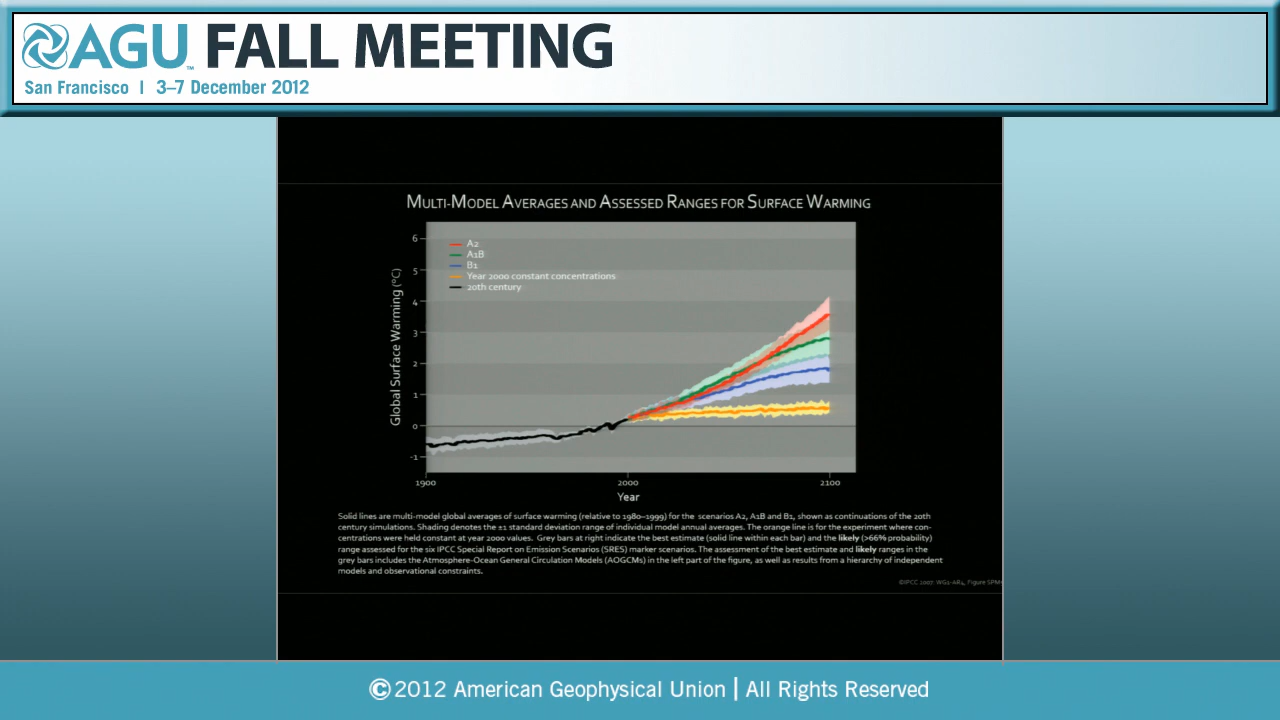 AGU™ FALL MEETING
San Francisco | 3–7 December 2012
Multi-Model Averages and Assessed Ranges for Surface Warming
6
5
4
3
2
1
0
-1
Global Surface Warming (°C)
A2
A1B
B1
Year 2000 constant concentrations
20th century
1900
2000
2100
Year
Solid lines are multi-model global averages of surface warming (relative to 1980–1999) for the scenarios A2, A1B and B1, shown as continuations of the 20th
century simulations. Shading denotes the ±1 standard deviation range of individual model annual averages. The orange line is for the experiment where con-
centrations were held constant at year 2000 values. Grey bars at right indicate the best estimate (solid line within each bar) and the likely (>66% probability)
range assessed for the six IPCC Special Report on Emission Scenarios (SRES) marker scenarios. The assessment of the best estimate and likely ranges in the
grey bars includes the Atmosphere-Ocean General Circulation Models (AOGCMs) in the left part of the figure, as well as results from a hierarchy of independent
models and observational constraints.
©IPCC 2007: WG1-AR4, Figure SPM
©2012 American Geophysical Union | All Rights Reserved